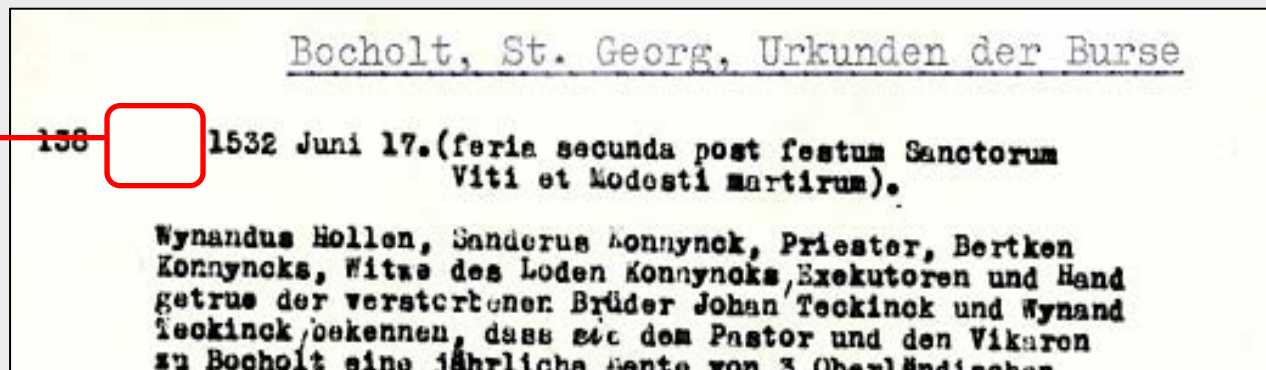 Bocholt, St. Georg, Urkunden der Burse
138 1532 Juni 17.(feria secunda post festum Sanctorum
Viti et Modesti martirum).
Wynandus Hollen, Sanderus Konnynck, Priester, Bertken
Konnyncks, Witwe des Loden Konnyncks, Exekutoren und Hand
getrue der verstorbenen Brüder Johan Teckinck und Wynand
Teckinck, bekennen, dass sie dem Pastor und den Vikaren
zu Bocholt eine jährliche Rente von 3 Oberländischen